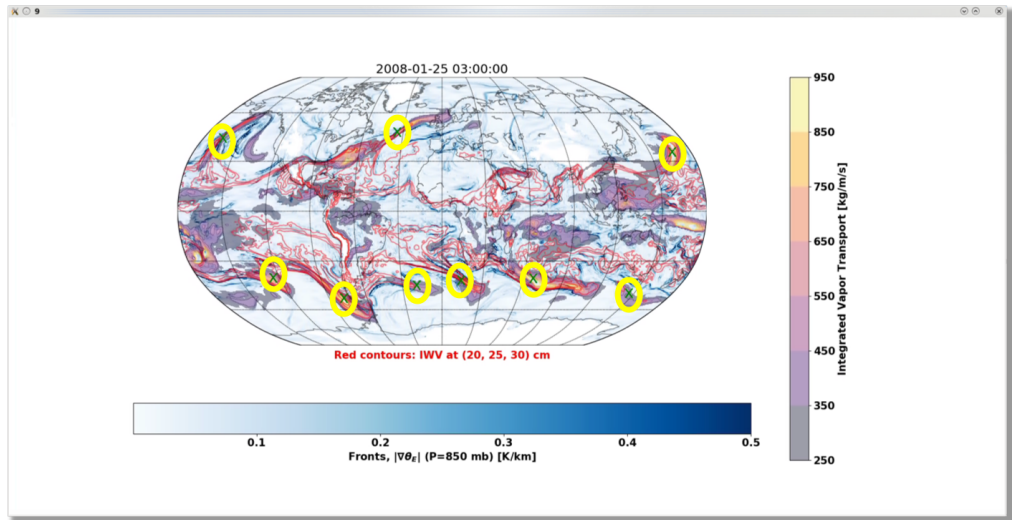 9
2008-01-25 03:00:00
Red contours: IWV at (20, 25, 30) cm
0.1 0.2 0.3 0.4 0.5
Fronts, |∇θ_E| (P=850 mb) [K/km]
950
850
750
650
550
450
350
250
Integrated Vapor Transport [kg/m/s]